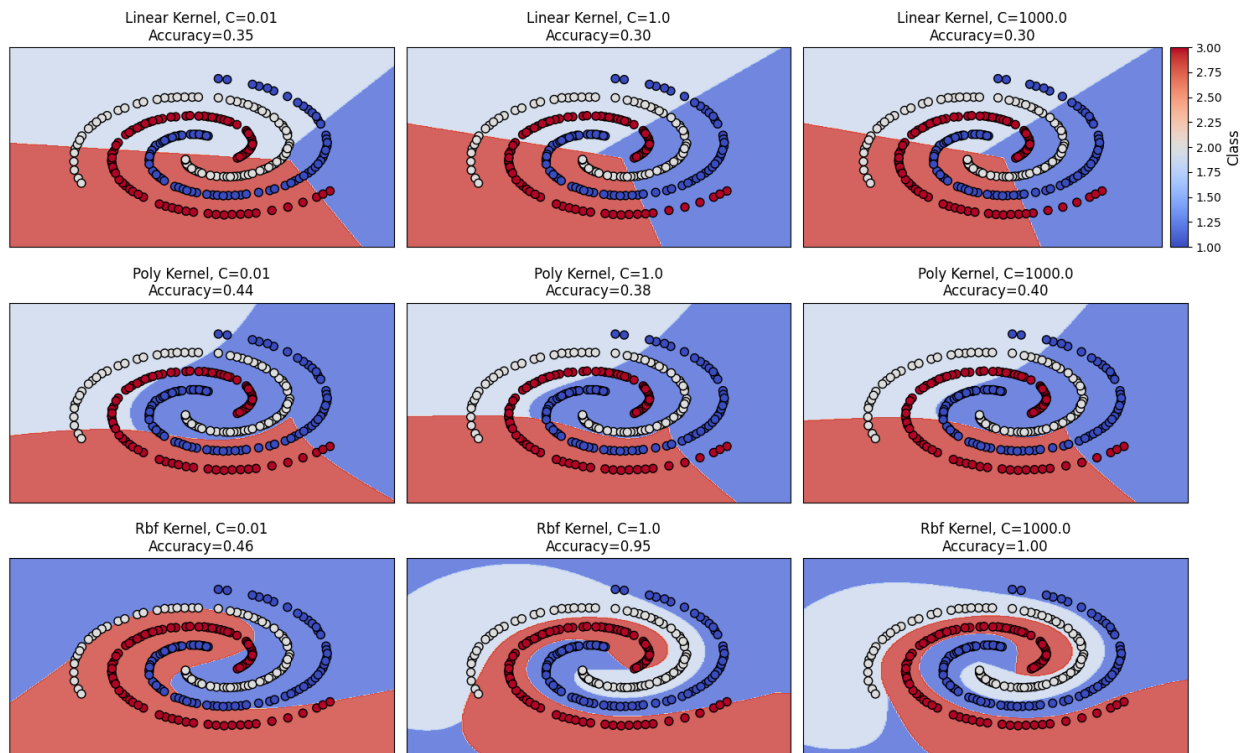 Linear Kernel, C=0.01
Accuracy=0.35
Linear Kernel, C=1.0
Accuracy=0.30
Linear Kernel, C=1000.0
Accuracy=0.30
3.00
2.75
2.50
2.25
2.00
1.75
1.50
1.25
1.00
Class
Poly Kernel, C=0.01
Accuracy=0.44
Poly Kernel, C=1.0
Accuracy=0.38
Poly Kernel, C=1000.0
Accuracy=0.40
Rbf Kernel, C=0.01
Accuracy=0.46
Rbf Kernel, C=1.0
Accuracy=0.95
Rbf Kernel, C=1000.0
Accuracy=1.00